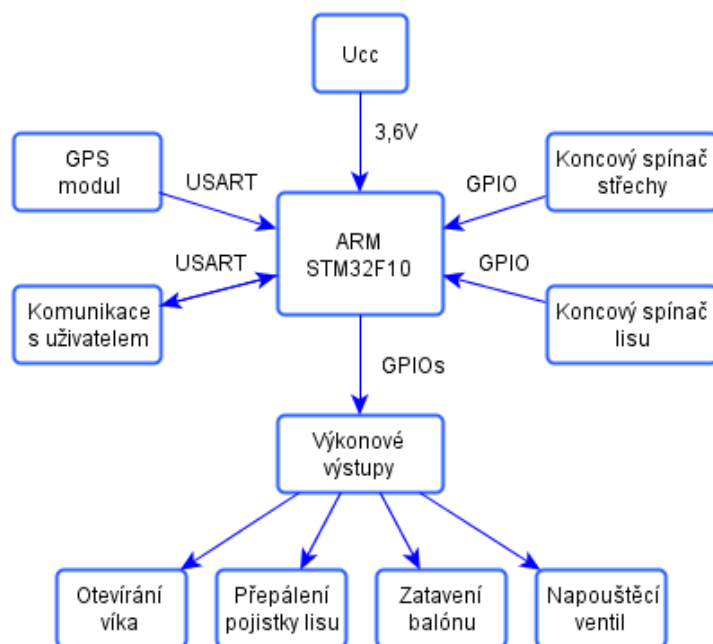 Ucc
3,6V
GPS
modul
USART
GPIO
Koncový spínač
střechy
ARM
STM32F10
USART
GPIO
Komunikace
s uživatelem
Koncový spínač
lisu
GPIOs
Výkonové
výstupy
Otevírání
víka
Přepálení
pojistky lisu
Zatavení
balónu
Napouštěcí
ventil